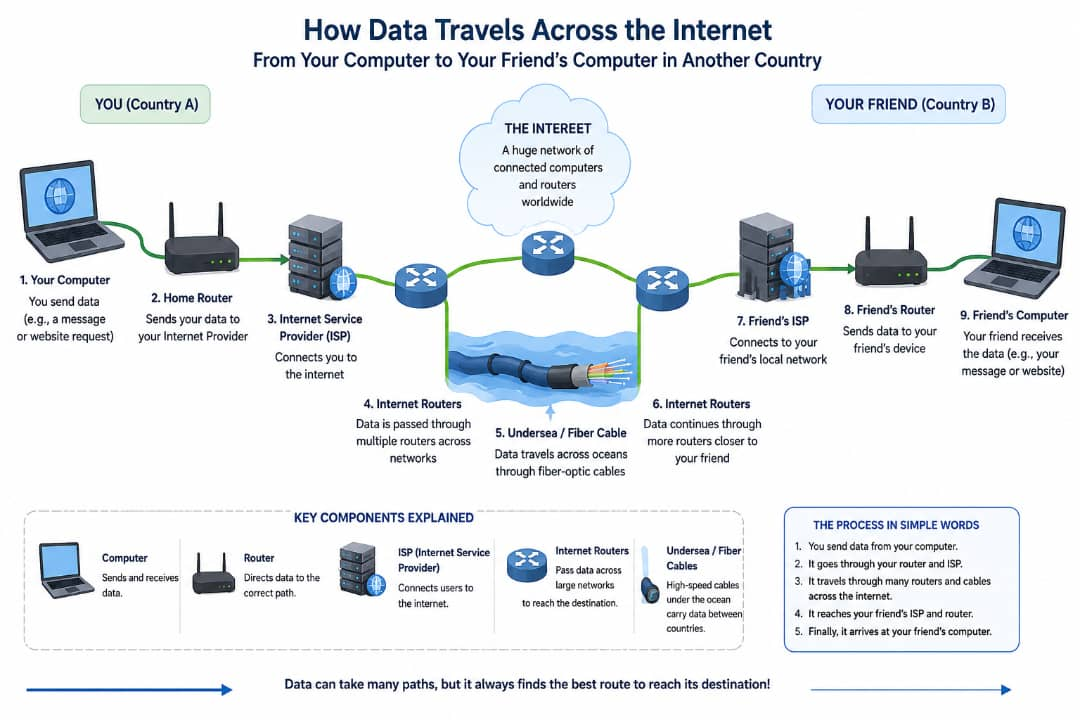 How Data Travels Across the Internet
From Your Computer to Your Friend's Computer in Another Country
YOU (Country A)
THE INTEREET
A huge network of
connected computers
and routers
worldwide
YOUR FRIEND (Country B)
1. Your Computer
You send data
(e.g., a message
or website request)
2. Home Router
Sends your data to
your Internet Provider
3. Internet Service
Provider (ISP)
Connects you to
the internet
4. Internet Routers
Data is passed through
multiple routers across
networks
5. Undersea / Fiber Cable
Data travels across oceans
through fiber-optic cables
6. Internet Routers
Data continues through
more routers closer to
your friend
7. Friend's ISP
Connects to your
friend's local network
8. Friend's Router
Sends data to your
friend's device
9. Friend's Computer
Your friend receives
the data (e.g., your
message or website)
KEY COMPONENTS EXPLAINED
Computer
Sends and receives
data.
Router
Directs data to the
correct path.
ISP (Internet Service
Provider)
Connects users to
the internet.
Internet Routers
Pass data across
large networks
to reach the destination.
Undersea / Fiber
Cables
High-speed cables
under the ocean
carry data between
countries.
THE PROCESS IN SIMPLE WORDS
1. You send data from your computer.
2. It goes through your router and ISP.
3. It travels through many routers and cables
across the internet.
4. It reaches your friend's ISP and router.
5. Finally, it arrives at your friend's computer.
Data can take many paths, but it always finds the best route to reach its destination!